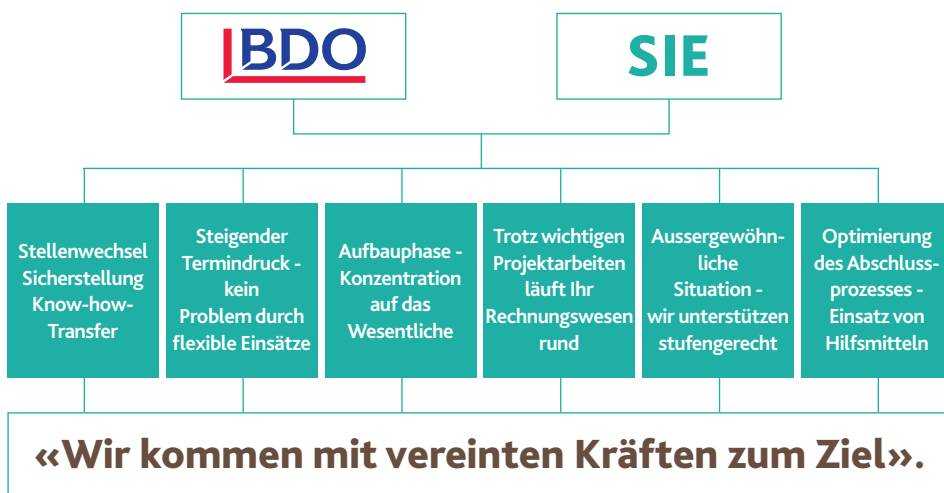 BDO
SIE
Stellenwechsel
Sicherstellung
Know-how-
Transfer
Steigender
Termindruck -
kein
Problem durch
flexible Einsätze
Aufbauphase -
Konzentration
auf das
Wesentliche
Trotz wichtigen
Projektarbeiten
läuft Ihr
Rechnungswesen
rund
Aussergewöhn-
liche
Situation -
wir unterstützen
stufengerecht
Optimierung
des Abschluss-
prozesses -
Einsatz von
Hilfsmitteln
«Wir kommen mit vereinten Kräften zum Ziel».